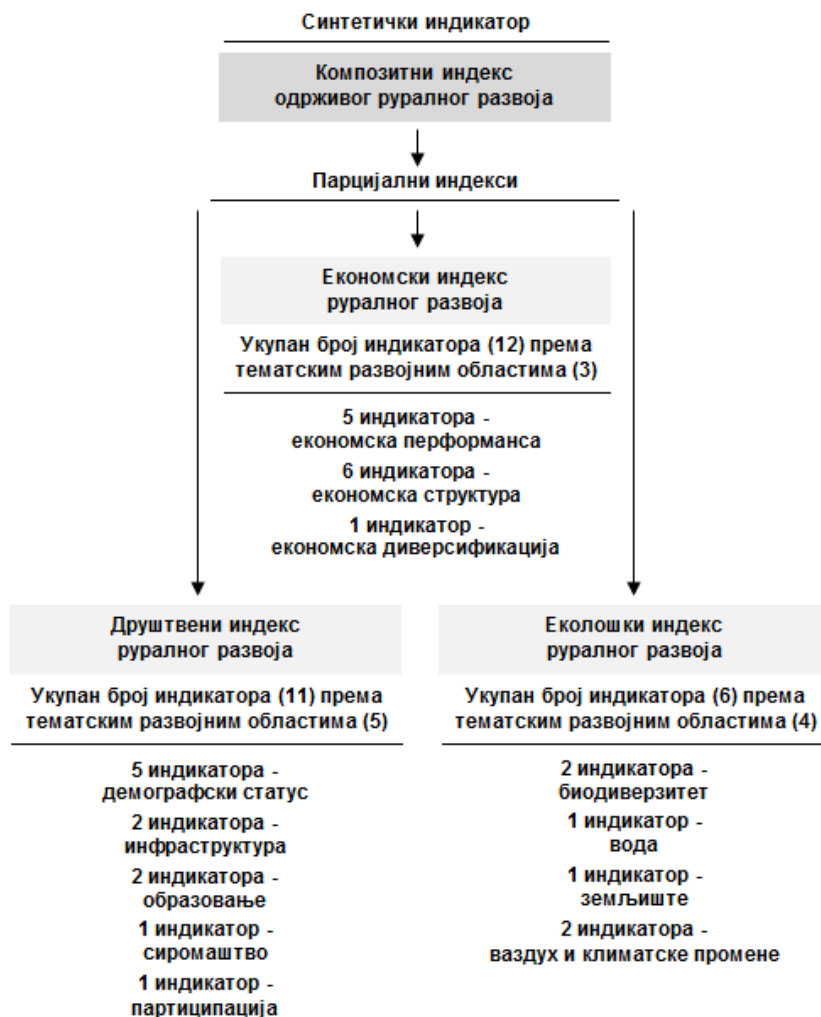 Синтетички индикатор
Композитни индекс
одрживог руралног развоја
Парцијални индекси
Економски индекс
руралног развоја
Укупан број индикатора (12) према
тематским развојним областима (3)
5 индикатора -
економска перформанса
6 индикатора -
економска структура
1 индикатор -
економска диверсификација
Друштвени индекс
руралног развоја
Укупан број индикатора (11) према
тематским развојним областима (5)
5 индикатора -
демографски статус
2 индикатора -
инфраструктура
2 индикатора -
образовање
1 индикатор -
сиромаштво
1 индикатор -
партиципација
Еколошки индекс
руралног развоја
Укупан број индикатора (6) према
тематским развојним областима (4)
2 индикатора -
биодиверзитет
1 индикатор -
вода
1 индикатор -
земљиште
2 индикатора -
ваздух и климатске промене